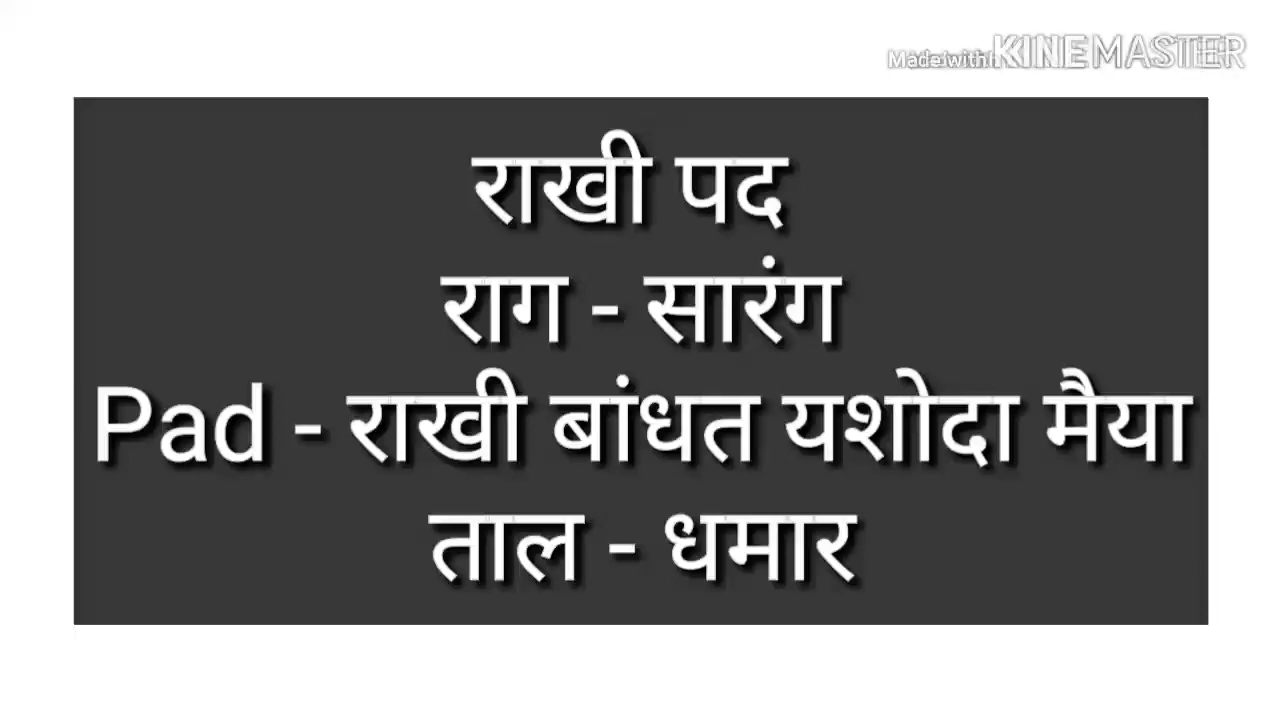 Made with KINEMASTER
राखी पद
राग - सारंग
Pad - राखी बांधत यशोदा मैया
ताल - धमार